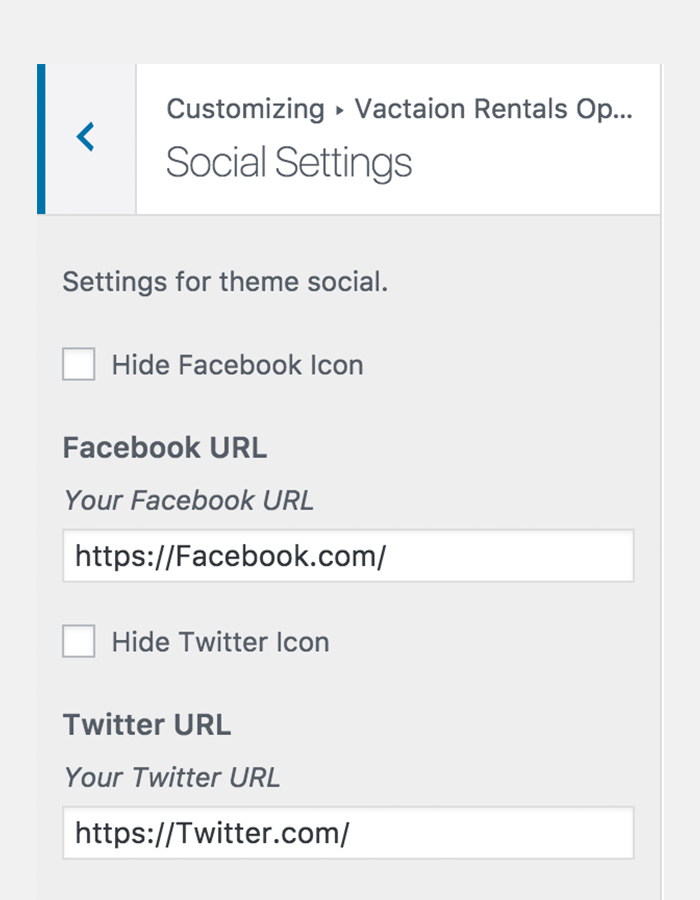 Customizing ▸ Vactaion Rentals Op...
Social Settings
Settings for theme social.
Hide Facebook Icon
Facebook URL
Your Facebook URL
https://Facebook.com/
Hide Twitter Icon
Twitter URL
Your Twitter URL
https://Twitter.com/